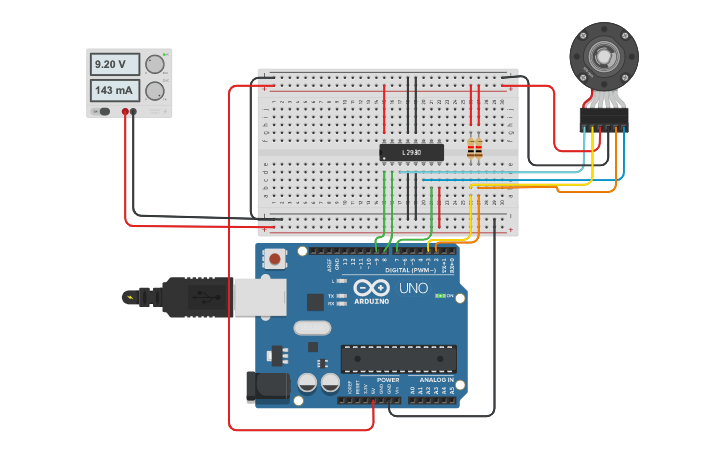 9.20 V
143 mA
L293D
AREF
GND
13
12
~11
~10
~9
8
7
~6
~5
4
~3
2
TX→1
RX←0
DIGITAL (PWM~)
L
TX
RX
ARDUINO
UNO
ON
POWER
ANALOG IN
IOREF
RESET
3.3V
5V
GND
GND
Vin
A0
A1
A2
A3
A4
A5